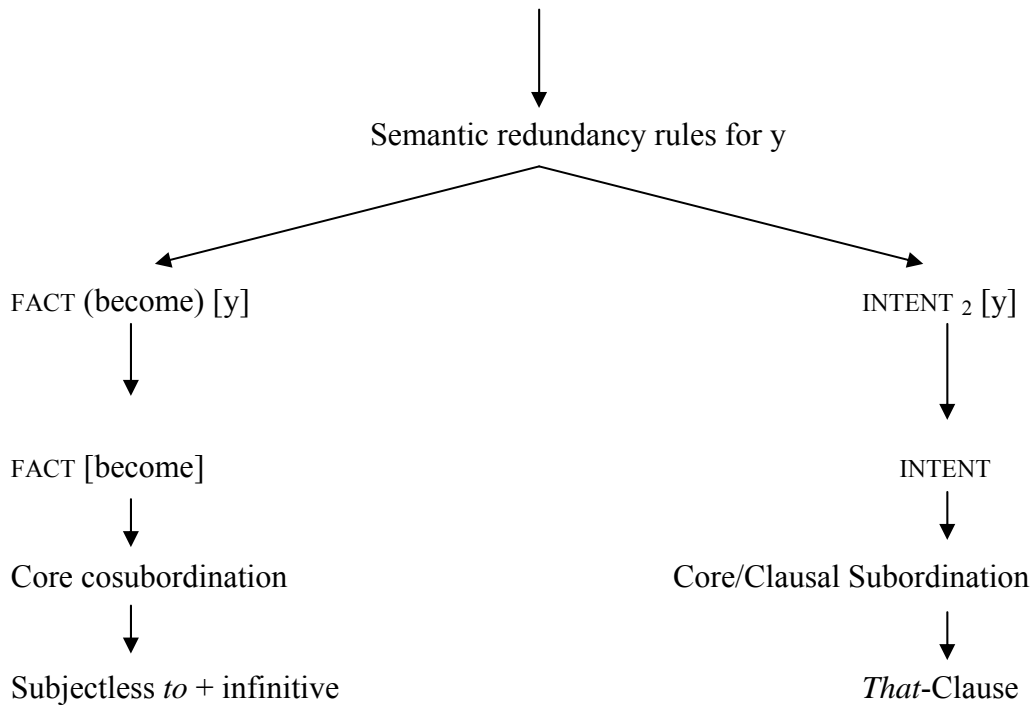 Semantic redundancy rules for y
FACT (become) [y]
INTENT 2 [y]
FACT [become]
INTENT
Core cosubordination
Core/Clausal Subordination
Subjectless to + infinitive
That-Clause